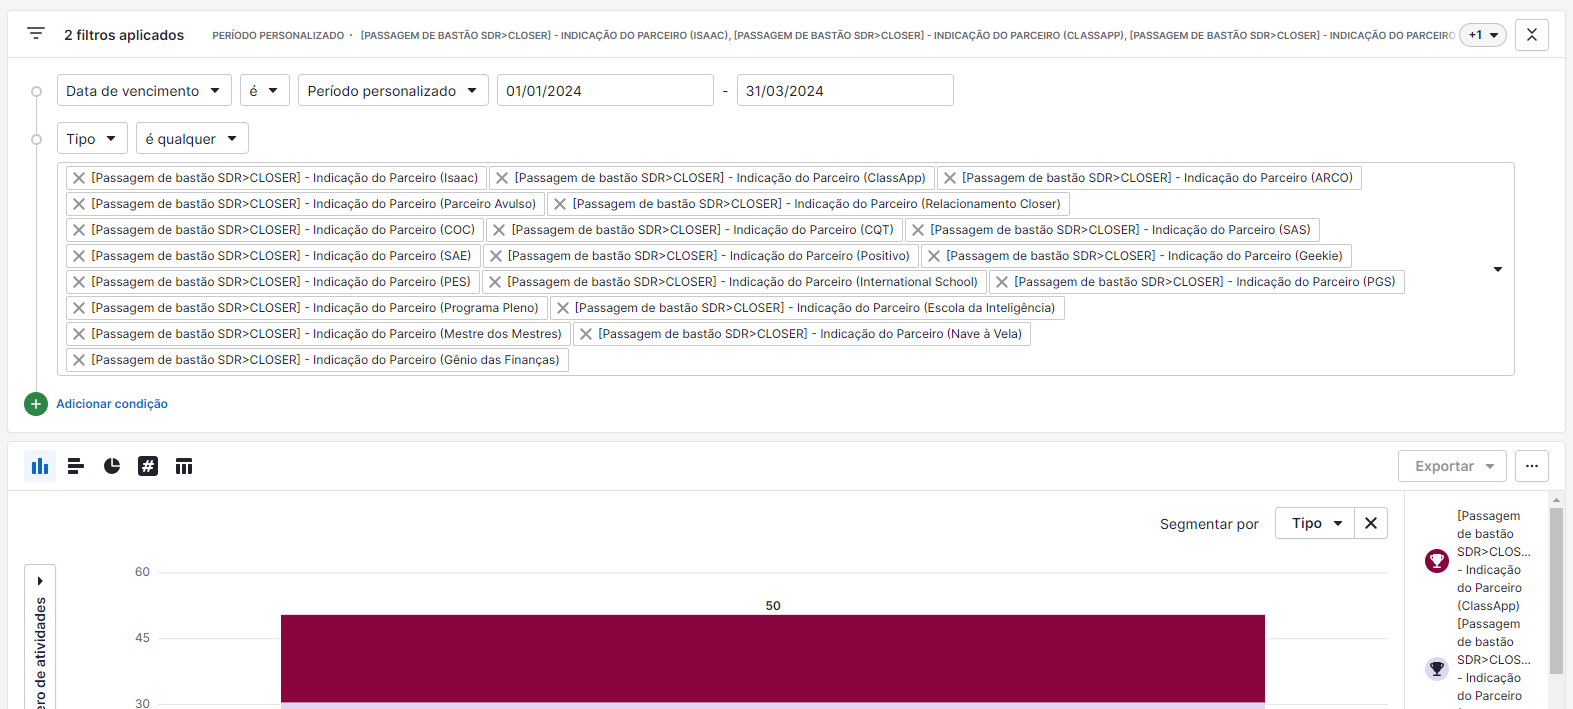 2 filtros aplicados
PERÍODO PERSONALIZADO · [PASSAGEM DE BASTÃO SDR>CLOSER] - INDICAÇÃO DO PARCEIRO (ISAAC), [PASSAGEM DE BASTÃO SDR>CLOSER] - INDICAÇÃO DO PARCEIRO (CLASSAPP), [PASSAGEM DE BASTÃO SDR>CLOSER] - INDICAÇÃO DO PARCEIRO
+1
Data de vencimento é Período personalizado 01/01/2024 - 31/03/2024
Tipo é qualquer
[Passagem de bastão SDR>CLOSER] - Indicação do Parceiro (Isaac) [Passagem de bastão SDR>CLOSER] - Indicação do Parceiro (ClassApp) [Passagem de bastão SDR>CLOSER] - Indicação do Parceiro (ARCO)
[Passagem de bastão SDR>CLOSER] - Indicação do Parceiro (Parceiro Avulso) [Passagem de bastão SDR>CLOSER] - Indicação do Parceiro (Relacionamento Closer)
[Passagem de bastão SDR>CLOSER] - Indicação do Parceiro (COC) [Passagem de bastão SDR>CLOSER] - Indicação do Parceiro (CQT) [Passagem de bastão SDR>CLOSER] - Indicação do Parceiro (SAS)
[Passagem de bastão SDR>CLOSER] - Indicação do Parceiro (SAE) [Passagem de bastão SDR>CLOSER] - Indicação do Parceiro (Positivo) [Passagem de bastão SDR>CLOSER] - Indicação do Parceiro (Geekie)
[Passagem de bastão SDR>CLOSER] - Indicação do Parceiro (PES) [Passagem de bastão SDR>CLOSER] - Indicação do Parceiro (International School) [Passagem de bastão SDR>CLOSER] - Indicação do Parceiro (PGS)
[Passagem de bastão SDR>CLOSER] - Indicação do Parceiro (Programa Pleno) [Passagem de bastão SDR>CLOSER] - Indicação do Parceiro (Escola da Inteligência)
[Passagem de bastão SDR>CLOSER] - Indicação do Parceiro (Mestre dos Mestres) [Passagem de bastão SDR>CLOSER] - Indicação do Parceiro (Nave à Vela)
[Passagem de bastão SDR>CLOSER] - Indicação do Parceiro (Gênio das Finanças)
Adicionar condição
#
Exportar
...
Segmentar por Tipo
60
50
45
30
ero de atividades
[Passagem
de bastão
SDR>CLOS...
- Indicação
do Parceiro
(ClassApp)
[Passagem
de bastão
SDR>CLOS...
- Indicação
do Parceiro